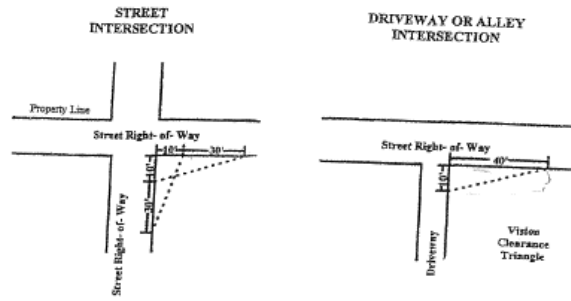 STREET
INTERSECTION
Property Line
Street Right-of-Way
10'
30'
10'
30'
Street Right-of-Way
DRIVEWAY OR ALLEY
INTERSECTION
Street Right-of-Way
40'
10'
Driveway
Vision
Clearance
Triangle